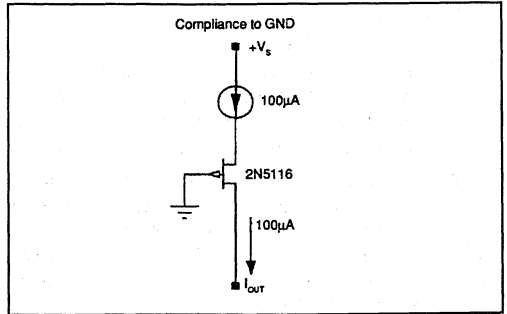 Compliance to GND
+Vs
100µA
2N5116
100µA
IOUT